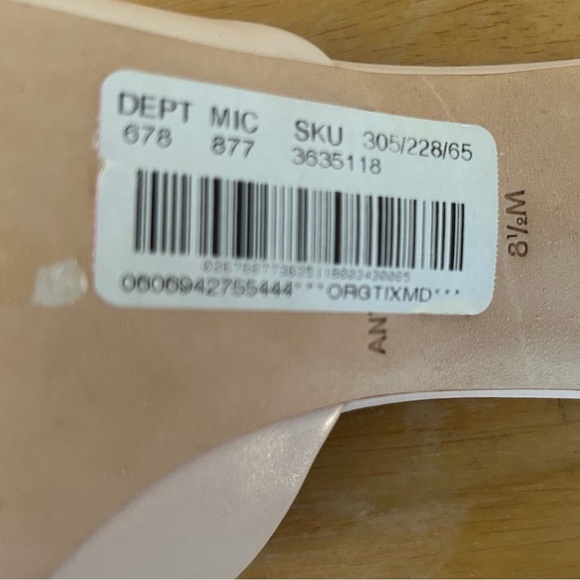 DEPT MIC SKU 305/228/65
678 877 3635118
0606942755444***ORGTIXMD***
8½M
AN